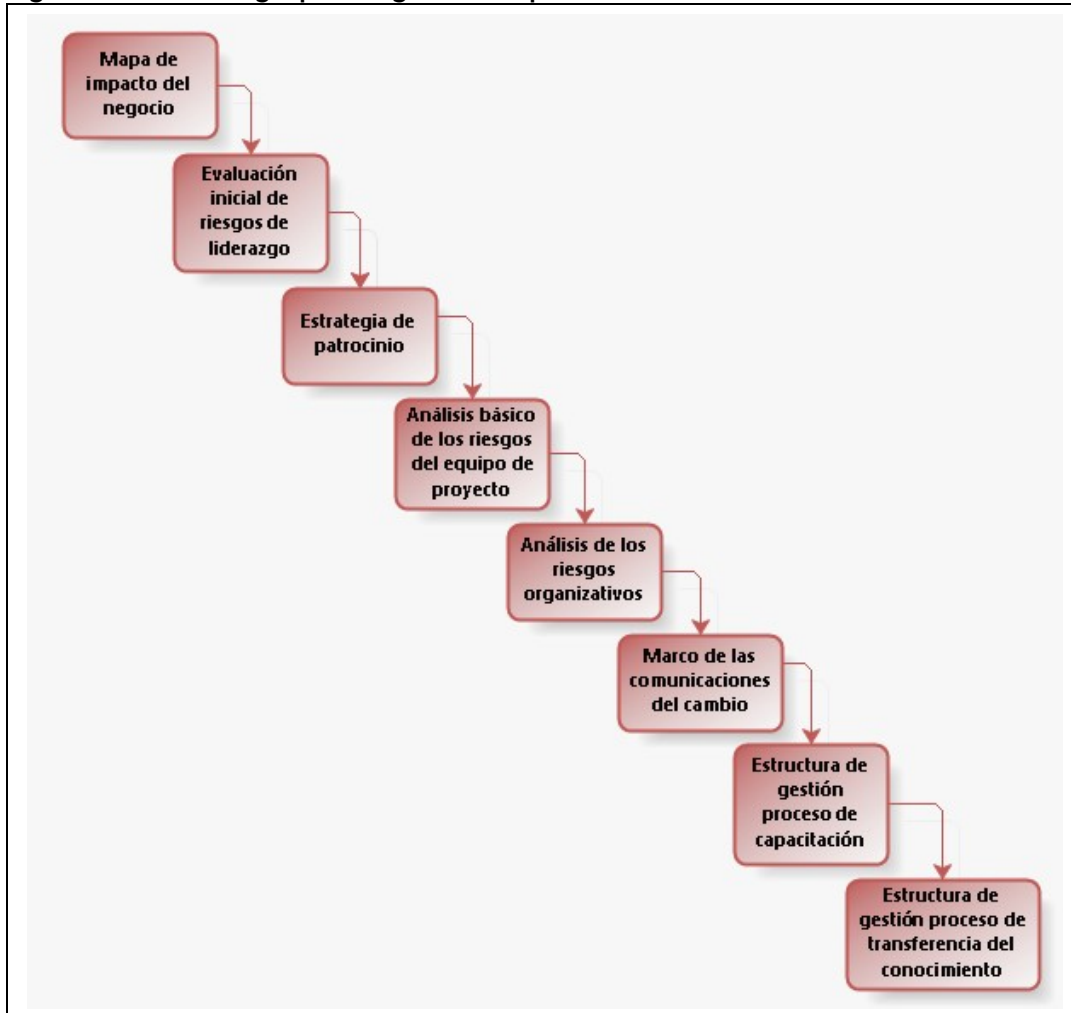 Mapa de
impacto del
negocio
Evaluación
inicial de
riesgos de
liderazgo
Estrategia de
patrocinio
Análisis básico
de los riesgos
del equipo de
proyecto
Análisis de los
riesgos
organizativos
Marco de las
comunicaciones
del cambio
Estructura de
gestión
proceso de
capacitación
Estructura de
gestión proceso de
transferencia del
conocimiento